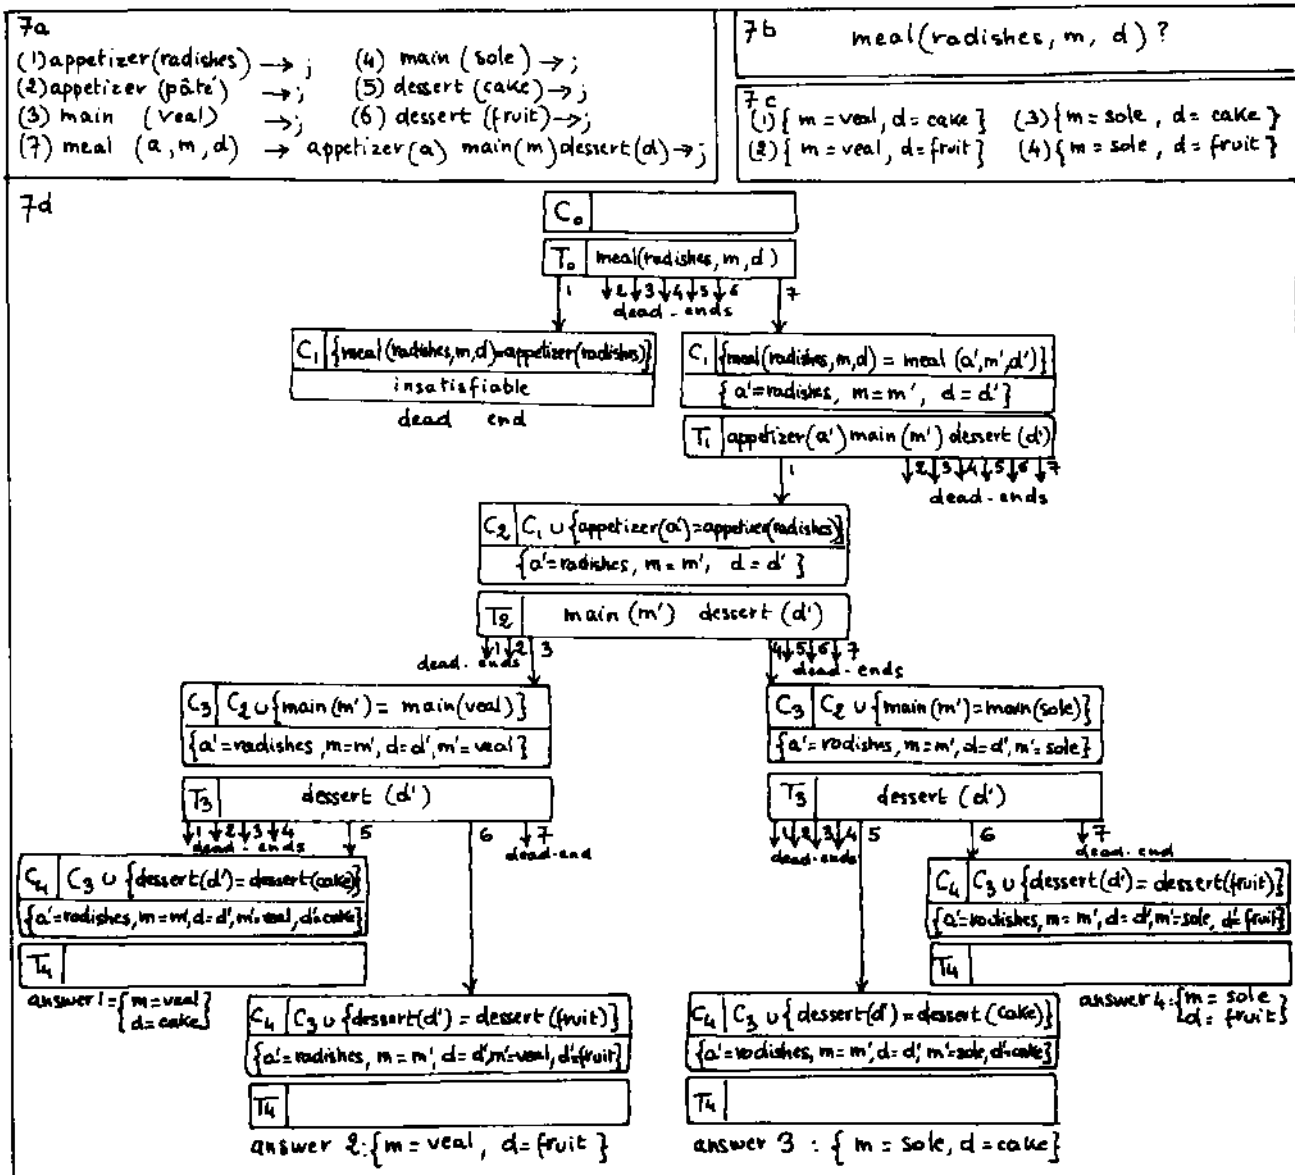 7a
(1) appetizer(radishes) → ;   (4) main (sole) → ;
(2) appetizer (pâté) → ;   (5) dessert (cake) → ;
(3) main (veal) → ;   (6) dessert (fruit) → ;
(7) meal (a,m,d) → appetizer(a) main(m) dessert(d) → ;
7b
meal(radishes, m, d) ?
7c
(1) { m = veal, d = cake }   (3) { m = sole , d = cake }
(2) { m = veal, d = fruit }   (4) { m = sole , d = fruit }
7d
C₀
T₀ meal(radishes, m, d)
1 2 3 4 5 6 7
dead-ends
C₁ {meal(radishes,m,d)=appetizer(radishes)}
insatisfiable
dead end
C₁ {meal(radishes,m,d) = meal (a',m',d')}
{ a'=radishes, m=m', d=d' }
T₁ appetizer(a') main (m') dessert (d')
1 2 3 4 5 6 7
dead-ends
C₂ C₁ ∪ {appetizer(a')=appetizer(radishes)}
{a'=radishes, m=m', d=d' }
T₂ main (m') dessert (d')
1 2 3 4 5 6 7
dead-ends
dead-ends
C₃ C₂ ∪ {main (m') = main(veal)}
{a'=radishes, m=m', d=d', m'=veal}
T₃ dessert (d')
1 2 3 4 5 6 7
dead-ends
dead-end
C₃ C₂ ∪ {main(m')=main(sole)}
{a'=radishes, m=m', d=d', m'=sole}
T₃ dessert (d')
1 2 3 4 5 6 7
dead-ends
dead-end
C₄ C₃ ∪ {dessert(d')=dessert(cake)}
{a'=radishes, m=m', d=d', m'=veal, d'=cake}
T₄
answer 1 = {m = veal
d = cake}
C₄ C₃ ∪ {dessert(d') = dessert (fruit)}
{a'=radishes, m=m', d=d', m'=veal, d'=fruit}
T₄
answer 2 : {m = veal, d=fruit }
C₄ C₃ ∪ {dessert(d')=dessert (cake)}
{a'=radishes, m=m', d=d', m'=sole, d'=cake}
T₄
answer 3 : { m = sole, d=cake}
C₄ C₃ ∪ {dessert(d') = dessert(fruit)}
{a'=radishes, m=m', d=d', m'=sole, d'=fruit}
T₄
answer 4 : {m = sole
d = fruit}